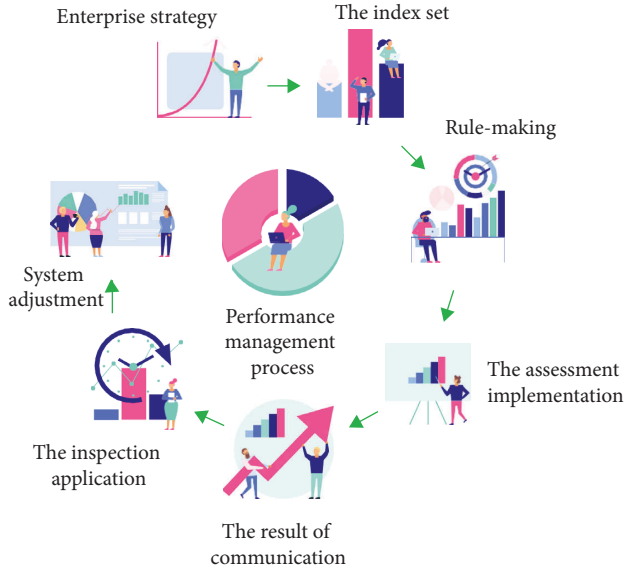 Enterprise strategy
The index set
Rule-making
The assessment
implementation
The result of
communication
The inspection
application
System
adjustment
Performance
management
process